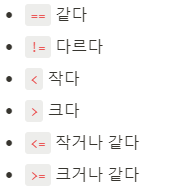 == 같다
!= 다르다
< 작다
> 크다
<= 작거나 같다
>= 크거나 같다